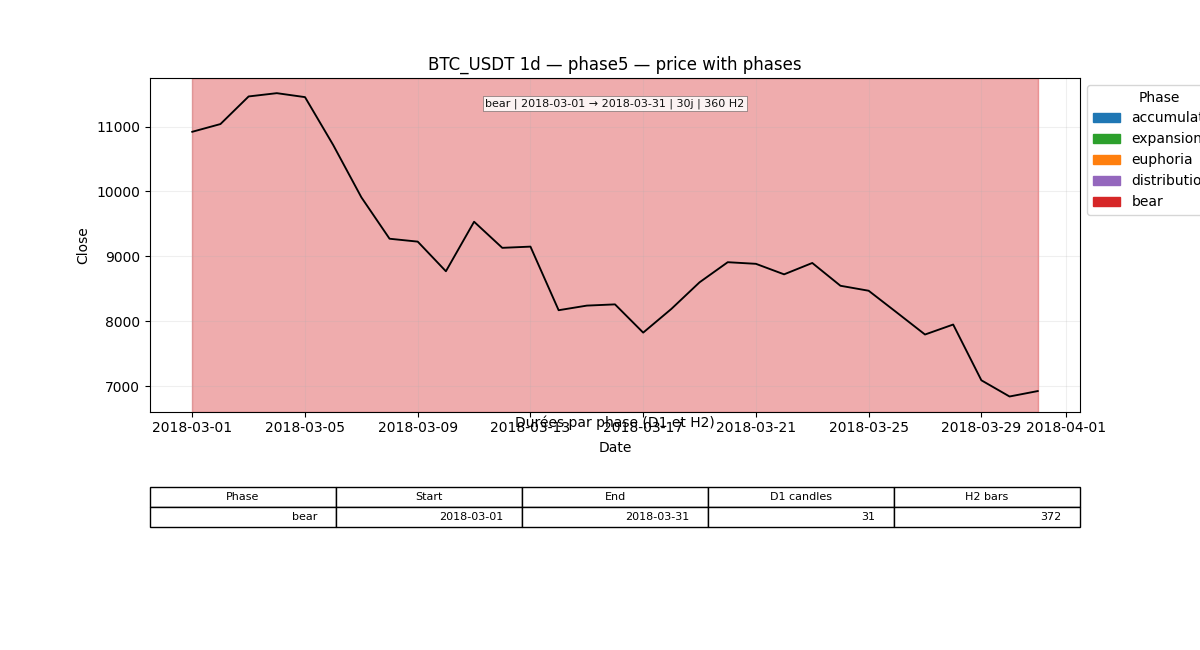 BTC_USDT 1d — phase5 — price with phases
bear | 2018-03-01 → 2018-03-31 | 30j | 360 H2
Phase
accumulat
expansion
euphoria
distributio
bear
Close
11000
10000
9000
8000
7000
2018-03-01 2018-03-05 2018-03-09 2018-03-13 2018-03-17 2018-03-21 2018-03-25 2018-03-29 2018-04-01
Durées par phase (D1 et H2)
Date
Phase Start End D1 candles H2 bars
bear 2018-03-01 2018-03-31 31 372